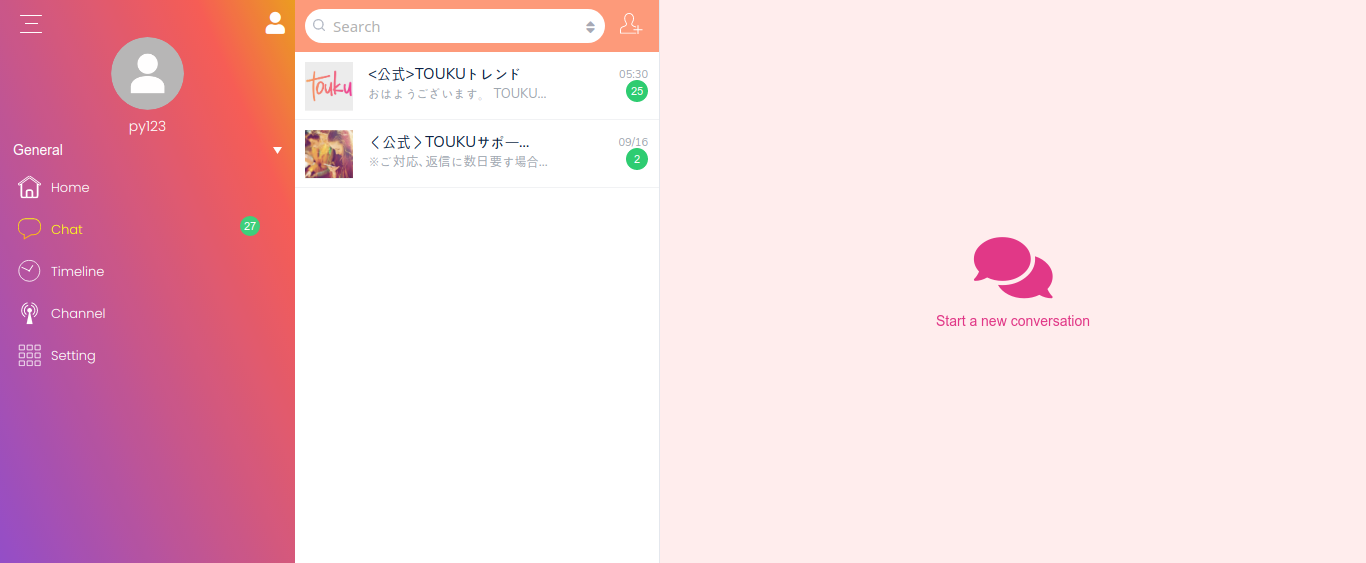 py123
General
Home
Chat
27
Timeline
Channel
Setting
Search
touku
<公式>TOUKUトレンド
05:30
おはようございます。 TOUKU...
25
＜公式＞TOUKUサポー...
09/16
※ご対応、返信に数日要す場合...
2
Start a new conversation